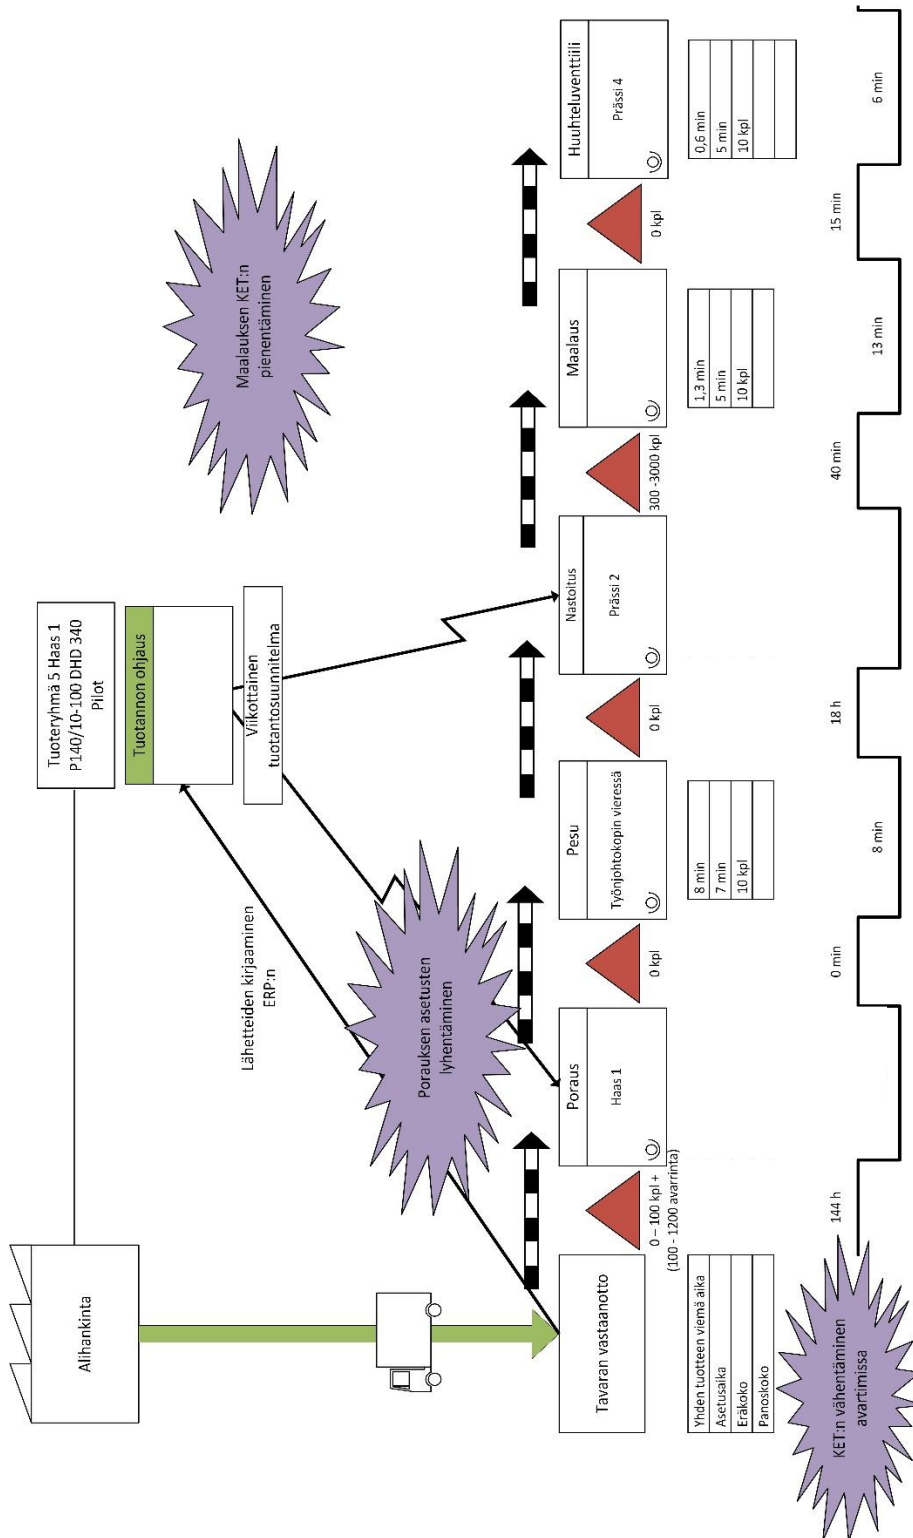 Alihankinta
Tuoteryhmä 5 Haas 1
P140/10-100 DHD 340
Pilot
Tuotannon ohjaus
Viikottainen
tuotantosuunnitelma
Lähetteiden kirjaaminen
ERP:n
Maalauksen KET:n
pienentäminen
Porauksen asetusten
lyhentäminen
Tavaran vastaanotto
0 – 100 kpl +
(100 - 1200 avarrinta)
Poraus
Haas 1
0 kpl
Pesu
Työnjohtokopin vieressä
0 kpl
Nastoitus
Prässi 2
300 -3000 kpl
Maalaus
0 kpl
Huuhteluventtiili
Prässi 4
Yhden tuotteen viemä aika
Asetusaika
Eräkoko
Panoskoko
8 min
7 min
10 kpl
1,3 min
5 min
10 kpl
0,6 min
5 min
10 kpl
KET:n vähentäminen
avartimissa
144 h
0 min
8 min
18 h
40 min
13 min
15 min
6 min